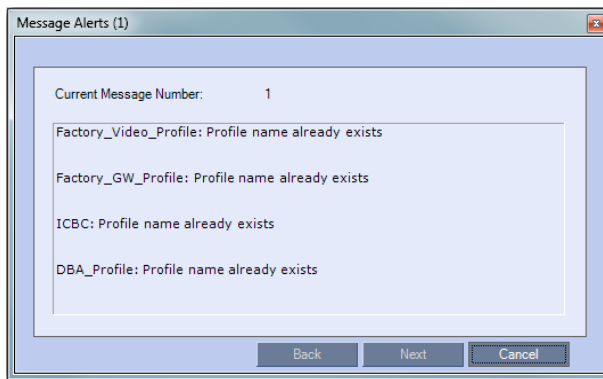 Message Alerts (1)
Current Message Number: 1
Factory_Video_Profile: Profile name already exists
Factory_GW_Profile: Profile name already exists
ICBC: Profile name already exists
DBA_Profile: Profile name already exists
Back Next Cancel